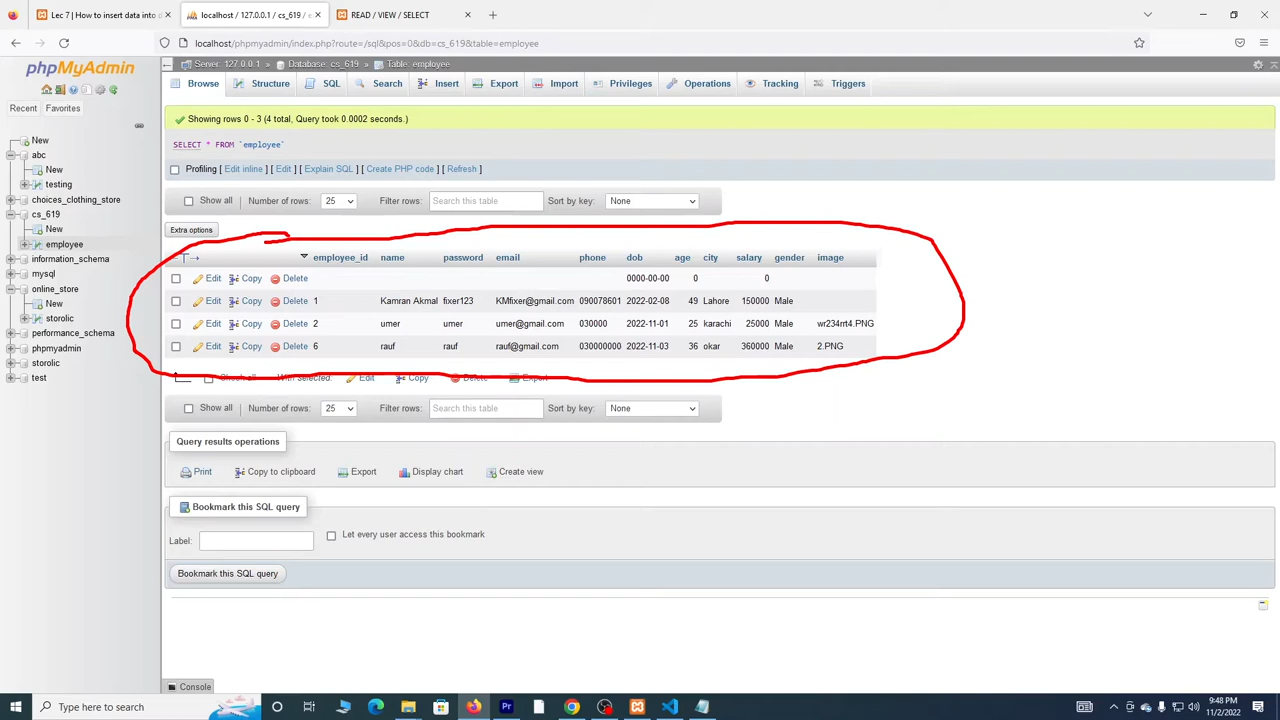 Lec 7 | How to insert data into d
localhost / 127.0.0.1 / cs_619 / e
READ / VIEW / SELECT
localhost/phpmyadmin/index.php?route=/sql&pos=0&db=cs_619&table=employee
phpMyAdmin
Recent Favorites
New
abc
New
testing
choices_clothing_store
cs_619
New
employee
information_schema
mysql
online_store
New
storolic
performance_schema
phpmyadmin
storolic
test
Server: 127.0.0.1 » Database: cs_619 » Table: employee
Browse Structure SQL Search Insert Export Import Privileges Operations Tracking Triggers
Showing rows 0 - 3 (4 total, Query took 0.0002 seconds.)
SELECT * FROM `employee`
Profiling [ Edit inline ] [ Edit ] [ Explain SQL ] [ Create PHP code ] [ Refresh ]
Show all | Number of rows: 25 Filter rows: Search this table Sort by key: None
Extra options
employee_id name password email phone dob age city salary gender image
Edit Copy Delete 0000-00-00 0 0
Edit Copy Delete 1 Kamran Akmal fixer123 KMfixer@gmail.com 090078601 2022-02-08 49 Lahore 150000 Male
Edit Copy Delete 2 umer umer umer@gmail.com 030000 2022-11-01 25 karachi 25000 Male wr234rrt4.PNG
Edit Copy Delete 6 rauf rauf rauf@gmail.com 030000000 2022-11-03 36 okar 360000 Male 2.PNG
Check all With selected: Edit Copy Delete Export
Show all | Number of rows: 25 Filter rows: Search this table Sort by key: None
Query results operations
Print Copy to clipboard Export Display chart Create view
Bookmark this SQL query
Label: Let every user access this bookmark
Bookmark this SQL query
Console
Type here to search
Pr
9:48 PM
11/2/2022